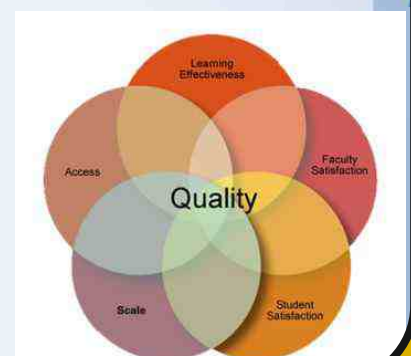 Learning
Effectiveness
Access
Faculty
Satisfaction
Quality
Scale
Student
Satisfaction